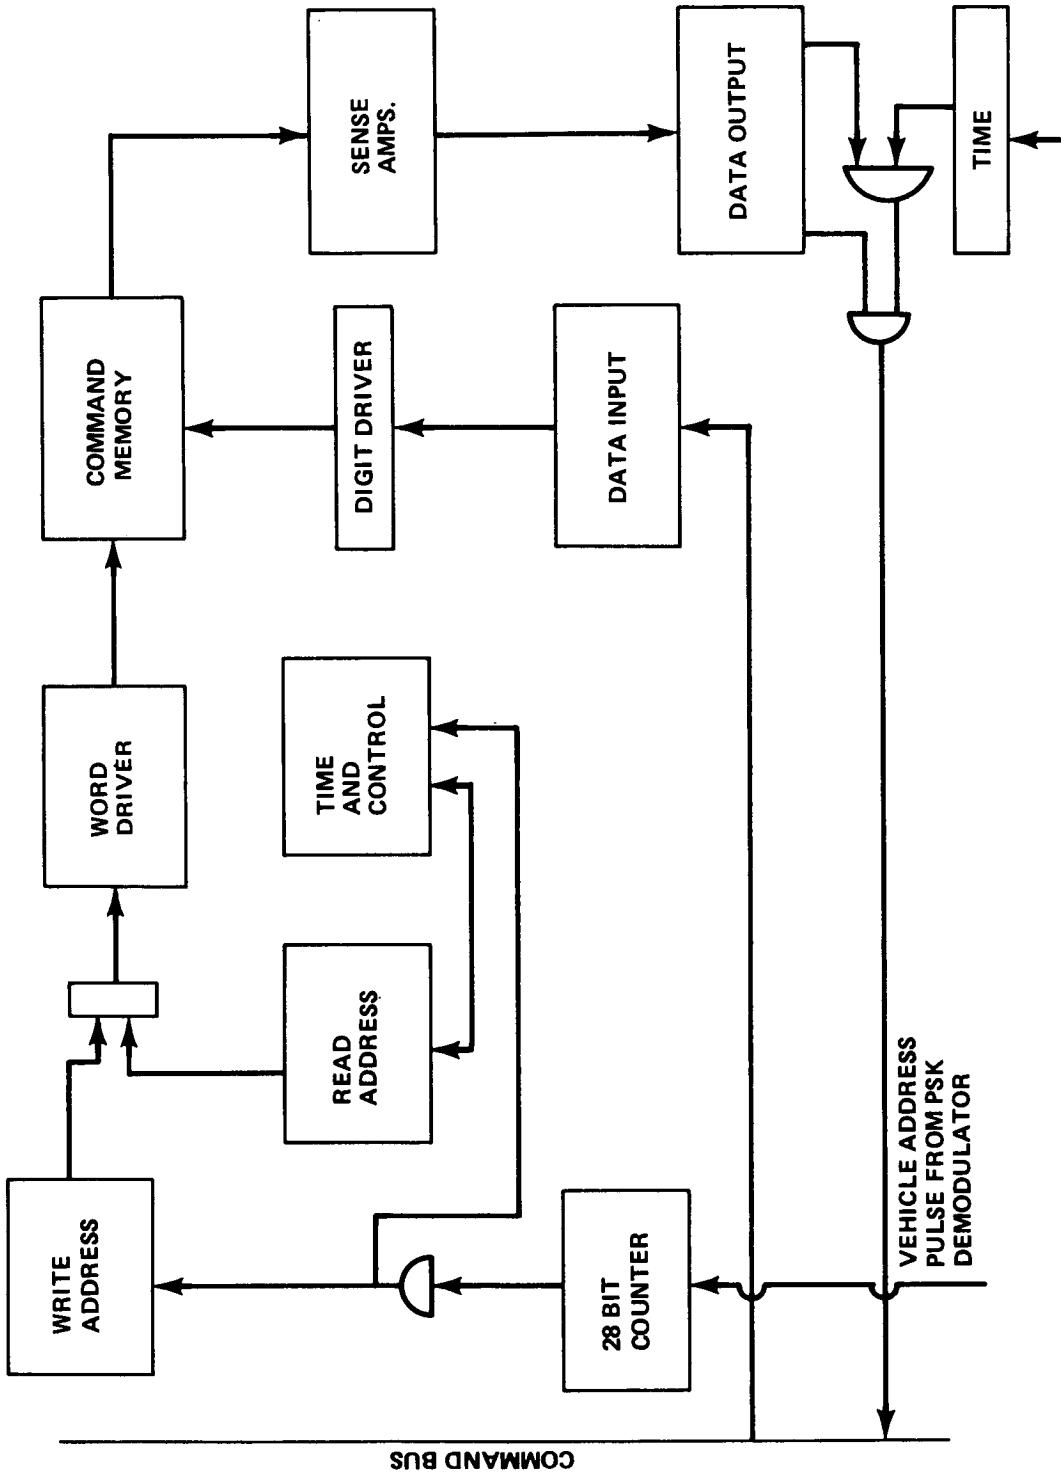 WRITE
ADDRESS
WORD
DRIVER
COMMAND
MEMORY
READ
ADDRESS
TIME
AND
CONTROL
DIGIT DRIVER
SENSE
AMPS.
28 BIT
COUNTER
DATA INPUT
DATA OUTPUT
VEHICLE ADDRESS
PULSE FROM PSK
DEMODULATOR
TIME
COMMAND BUS